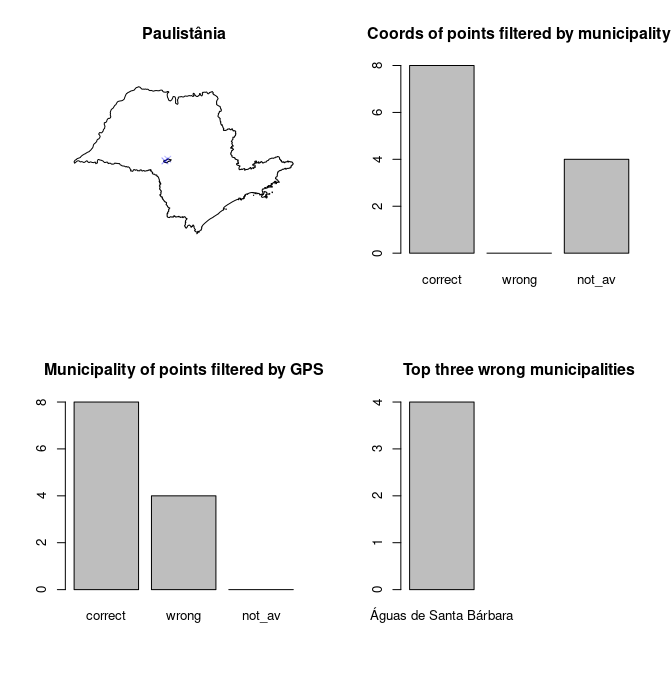 Paulistânia
Coords of points filtered by municipality
8
6
4
2
0
correct wrong not_av
Municipality of points filtered by GPS
8
6
4
2
0
correct wrong not_av
Top three wrong municipalities
4
3
2
1
0
Águas de Santa Bárbara